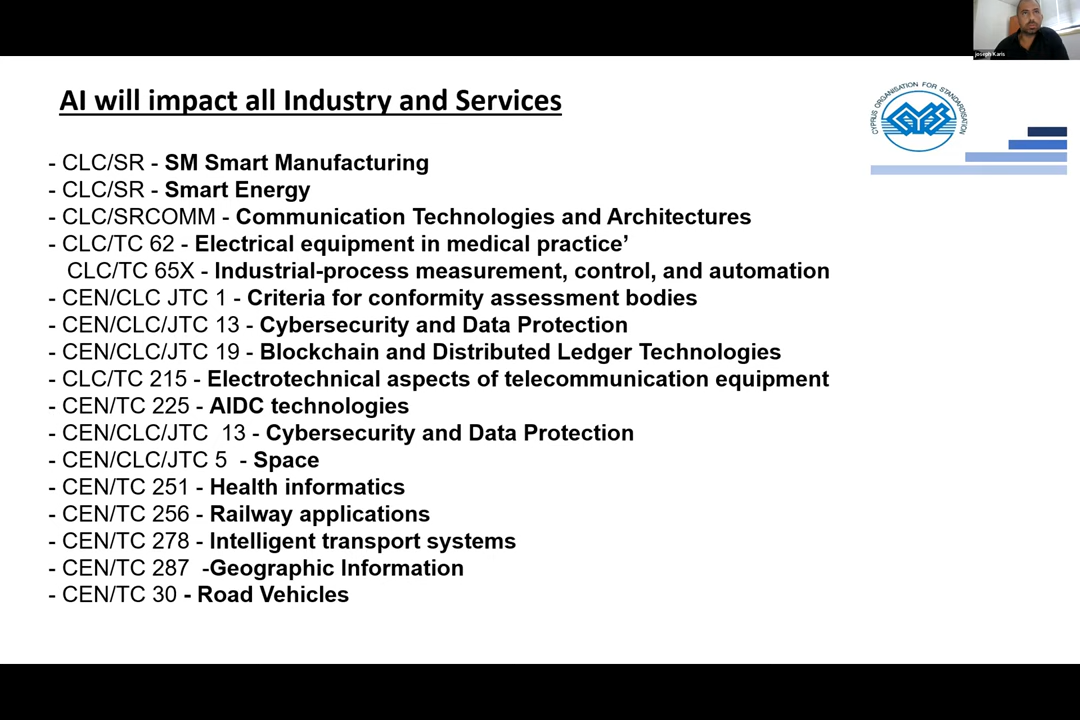 joseph Karis
AI will impact all Industry and Services
CYPRUS ORGANISATION FOR STANDARDISATION
CYS
- CLC/SR - SM Smart Manufacturing
- CLC/SR - Smart Energy
- CLC/SRCOMM - Communication Technologies and Architectures
- CLC/TC 62 - Electrical equipment in medical practice’
CLC/TC 65X - Industrial-process measurement, control, and automation
- CEN/CLC JTC 1 - Criteria for conformity assessment bodies
- CEN/CLC/JTC 13 - Cybersecurity and Data Protection
- CEN/CLC/JTC 19 - Blockchain and Distributed Ledger Technologies
- CLC/TC 215 - Electrotechnical aspects of telecommunication equipment
- CEN/TC 225 - AIDC technologies
- CEN/CLC/JTC  13 - Cybersecurity and Data Protection
- CEN/CLC/JTC 5  - Space
- CEN/TC 251 - Health informatics
- CEN/TC 256 - Railway applications
- CEN/TC 278 - Intelligent transport systems
- CEN/TC 287  -Geographic Information
- CEN/TC 30 - Road Vehicles